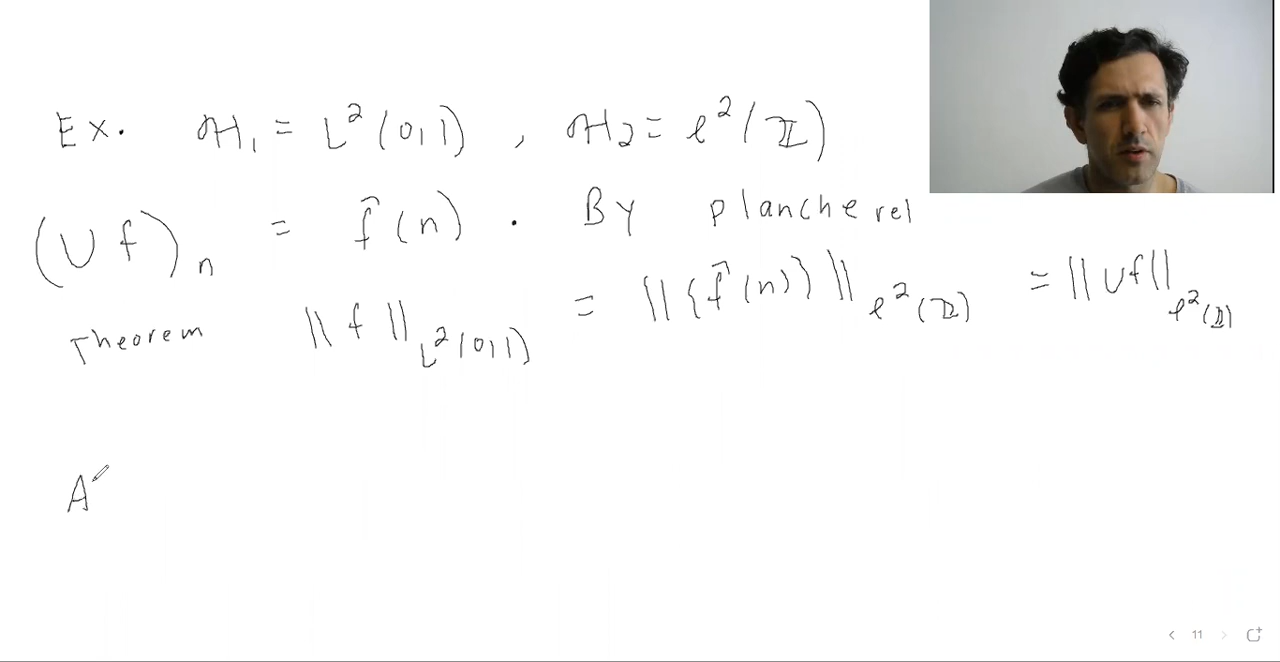 Ex. ℋ₁ = L²(0,1) , ℋ₂ = ℓ²(ℤ)
(Uf)ₙ = f̂(n) . By plancherel
Theorem ||f||_{L²(0,1)} = ||{f̂(n)}||_{ℓ²(ℤ)} = ||Uf||_{ℓ²(ℤ)}
A
11